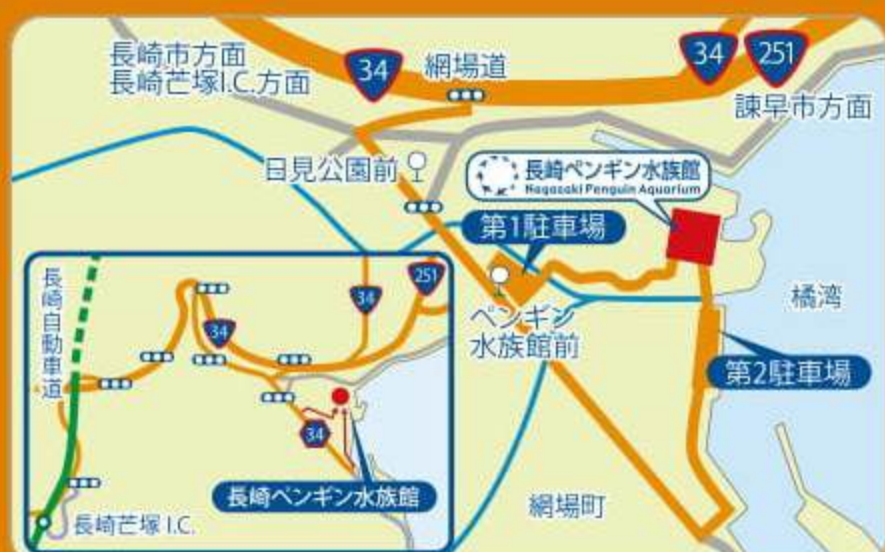 長崎市方面
長崎芒塚I.C.方面
34
網場道
34
251
諫早市方面
日見公園前
長崎ペンギン水族館
Nagasaki Penguin Aquarium
第1駐車場
ペンギン
水族館前
橘湾
第2駐車場
網場町
長崎自動車道
34
34
251
34
長崎ペンギン水族館
長崎芒塚 I.C.